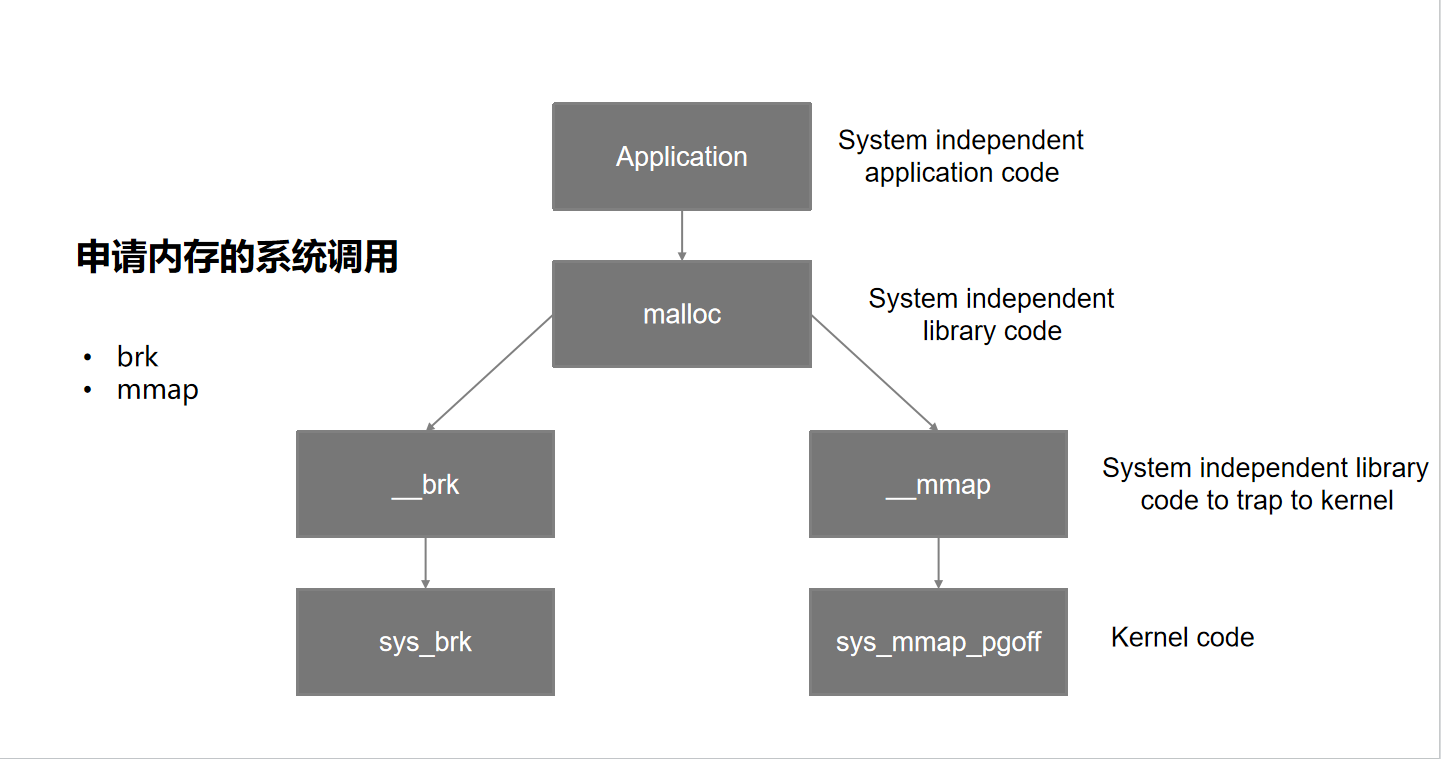 申请内存的系统调用
• brk
• mmap
Application
System independent
application code
malloc
System independent
library code
__brk
__mmap
System independent library
code to trap to kernel
sys_brk
sys_mmap_pgoff
Kernel code